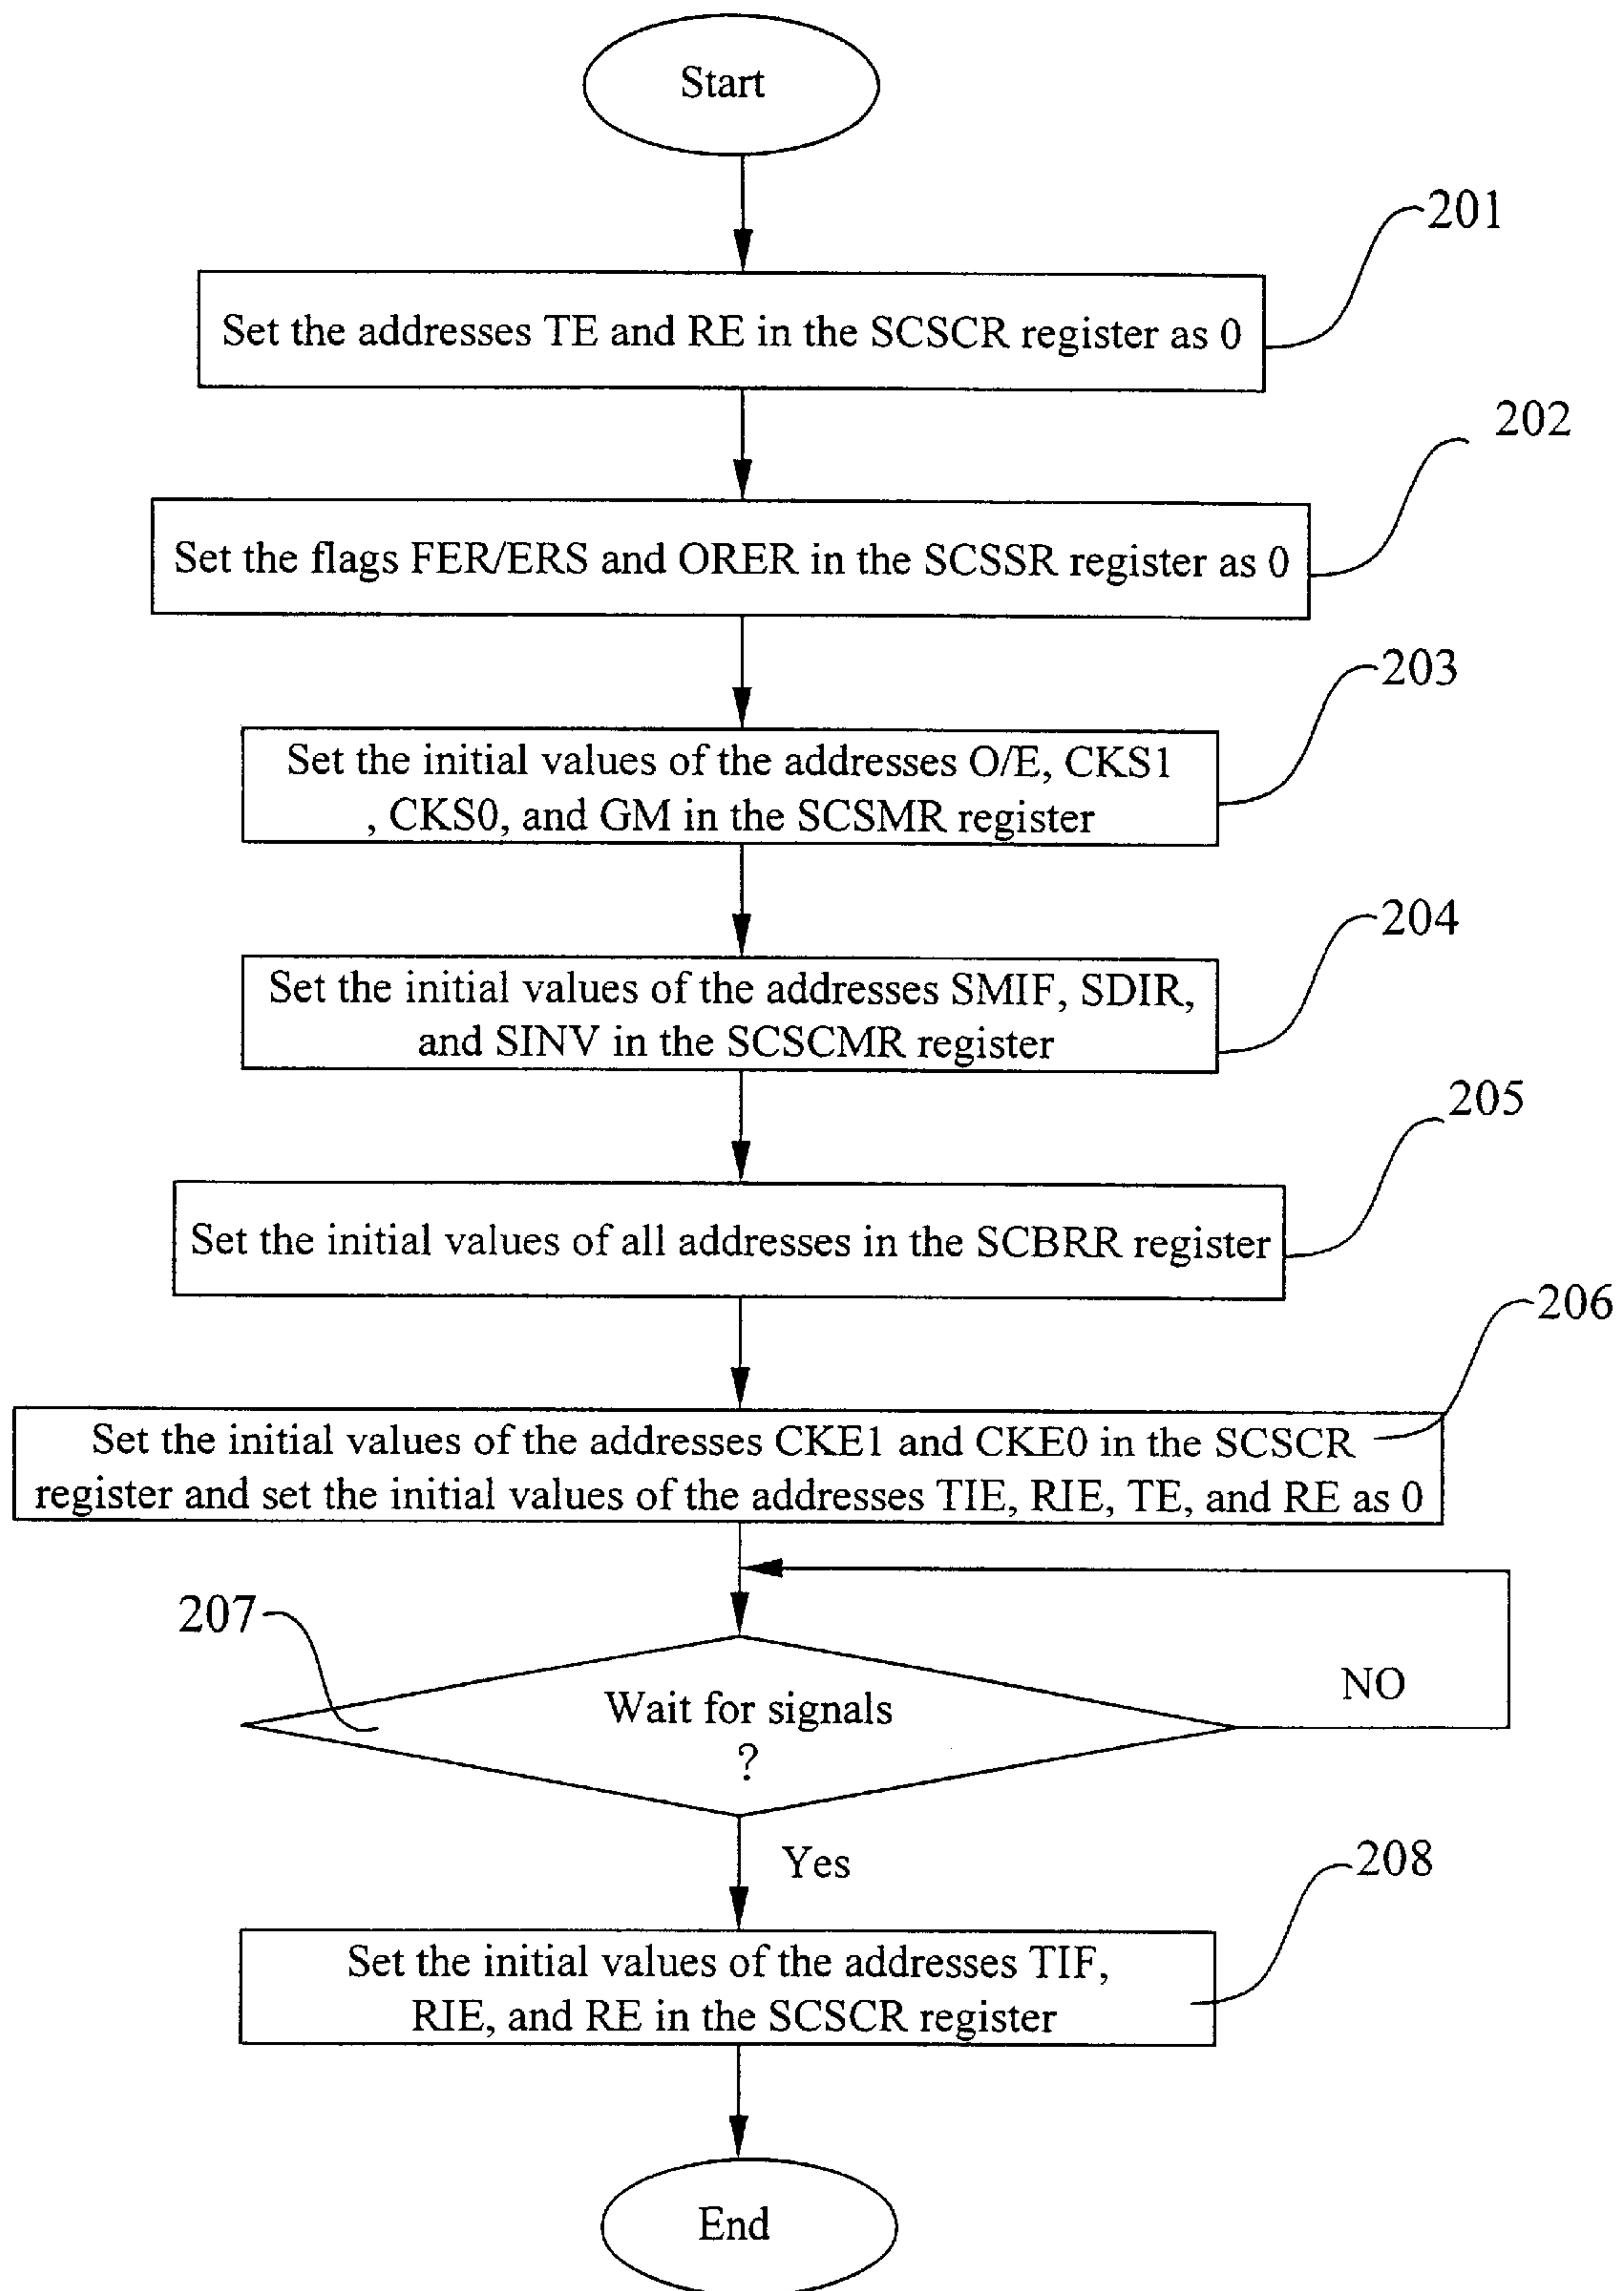 Start
201
Set the addresses TE and RE in the SCSCR register as 0
202
Set the flags FER/ERS and ORER in the SCSSR register as 0
203
Set the initial values of the addresses O/E, CKS1
, CKS0, and GM in the SCSMR register
204
Set the initial values of the addresses SMIF, SDIR,
and SINV in the SCSCMR register
205
Set the initial values of all addresses in the SCBRR register
206
Set the initial values of the addresses CKE1 and CKE0 in the SCSCR
register and set the initial values of the addresses TIE, RIE, TE, and RE as 0
207
Wait for signals
?
NO
Yes
208
Set the initial values of the addresses TIF,
RIE, and RE in the SCSCR register
End